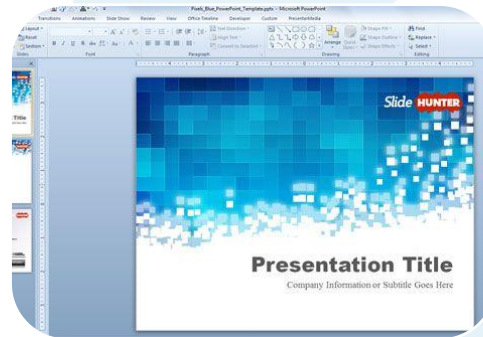 Pixels_Blue_PowerPoint_Template.pptx - Microsoft PowerPoint
Transitions Animations Slide Show Review View Office Timeline Developer Custom PresenterMedia
Layout
Reset
Section
Text Direction
Align Text
Convert to SmartArt
Arrange
Quick
Styles
Shape Fill
Shape Outline
Shape Effects
Find
Replace
Select
Slides Font Paragraph Drawing Editing
Title
Slide HUNTER
Presentation Title
Company Information or Subtitle Goes Here